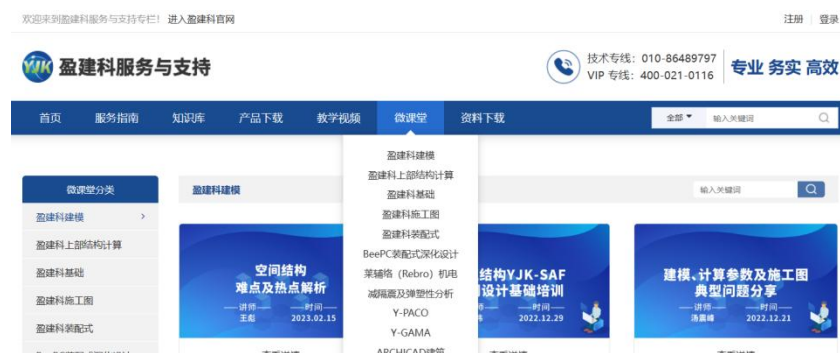 欢迎来到盈建科服务与支持专栏! 进入盈建科官网
注册 登录
YJK 盈建科服务与支持
技术专线：010-86489797
VIP 专线：400-021-0116
专业 务实 高效
首页 服务指南 知识库 产品下载 教学视频 微课堂 资料下载 全部 输入关键词
盈建科建模
盈建科上部结构计算
盈建科基础
盈建科施工图
盈建科装配式
BeePC装配式深化设计
莱辅络（Rebro）机电
减隔震及弹塑性分析
Y-PACO
Y-GAMA
ARCHICAD建筑
微课堂分类
盈建科建模
盈建科上部结构计算
盈建科基础
盈建科施工图
盈建科装配式
盈建科建模
输入关键词
空间结构
难点及热点解析
讲师 时间
王彪 2023.02.15
结构YJK-SAF
设计基础培训
时间
2022.12.29
建模、计算参数及施工图
典型问题分享
讲师 时间
汤震峰 2022.12.21